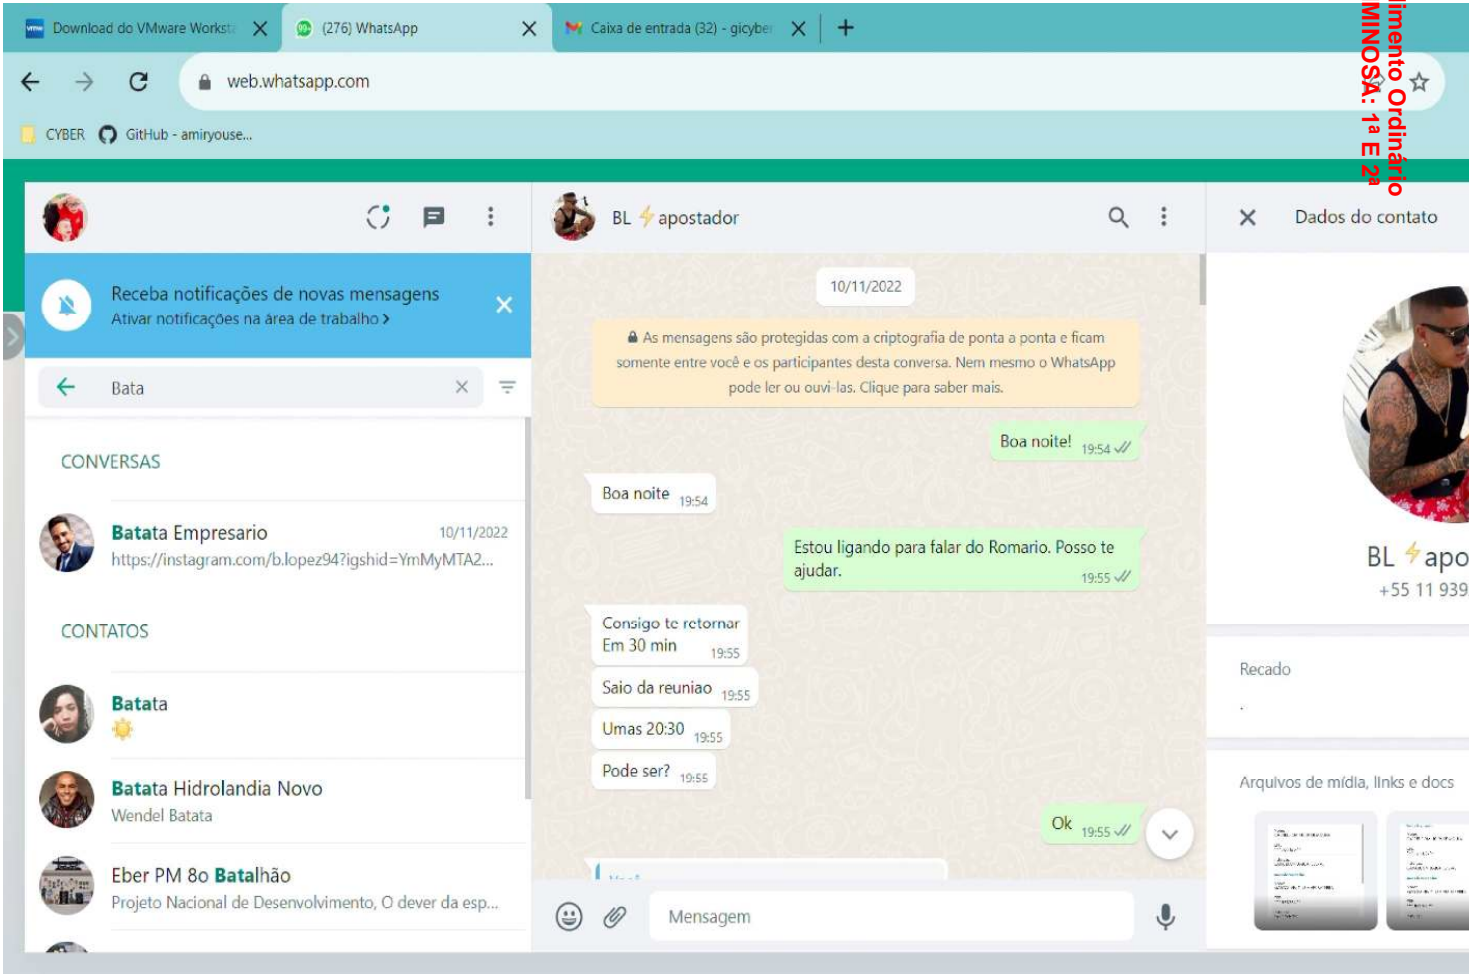 Download do VMware Workst
(276) WhatsApp
Caixa de entrada (32) - gicyber
web.whatsapp.com
CYBER
GitHub - amiryouse...
limento Ordinário
MINOSA: 1ª E 2ª
BL ⚡ apostador
Dados do contato
Receba notificações de novas mensagens
Ativar notificações na área de trabalho >
Bata
CONVERSAS
Batata Empresario
10/11/2022
https://instagram.com/b.lopez94?igshid=YmMyMTA2...
CONTATOS
Batata
☀️
Batata Hidrolandia Novo
Wendel Batata
Eber PM 8o Batalhão
Projeto Nacional de Desenvolvimento, O dever da esp...
10/11/2022
As mensagens são protegidas com a criptografia de ponta a ponta e ficam
somente entre você e os participantes desta conversa. Nem mesmo o WhatsApp
pode ler ou ouvi-las. Clique para saber mais.
Boa noite! 19:54
Boa noite 19:54
Estou ligando para falar do Romario. Posso te
ajudar. 19:55
Consigo te retornar
Em 30 min 19:55
Saio da reuniao 19:55
Umas 20:30 19:55
Pode ser? 19:55
Ok 19:55
Mensagem
BL ⚡ apo
+55 11 939
Recado
.
Arquivos de mídia, links e docs